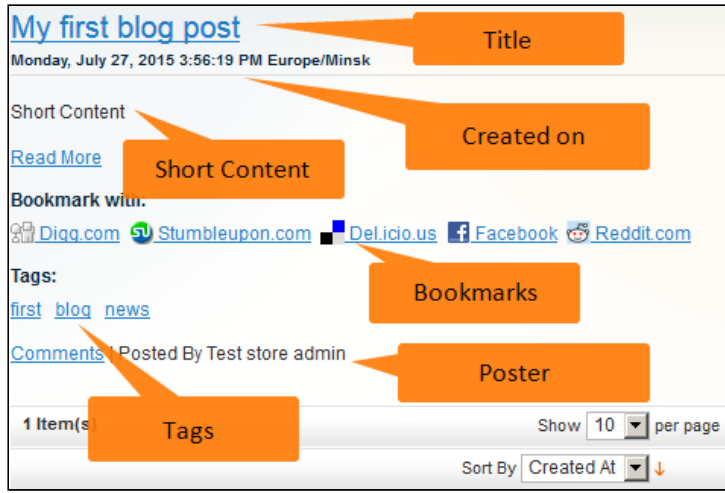 My first blog post
Title
Monday, July 27, 2015 3:56:19 PM Europe/Minsk
Short Content
Created on
Read More
Short Content
Bookmark with:
Digg.com Stumbleupon.com Del.icio.us Facebook Reddit.com
Tags:
Bookmarks
first blog news
Comments | Posted By Test store admin
Poster
1 Item(s)
Tags
Show 10 per page
Sort By Created At